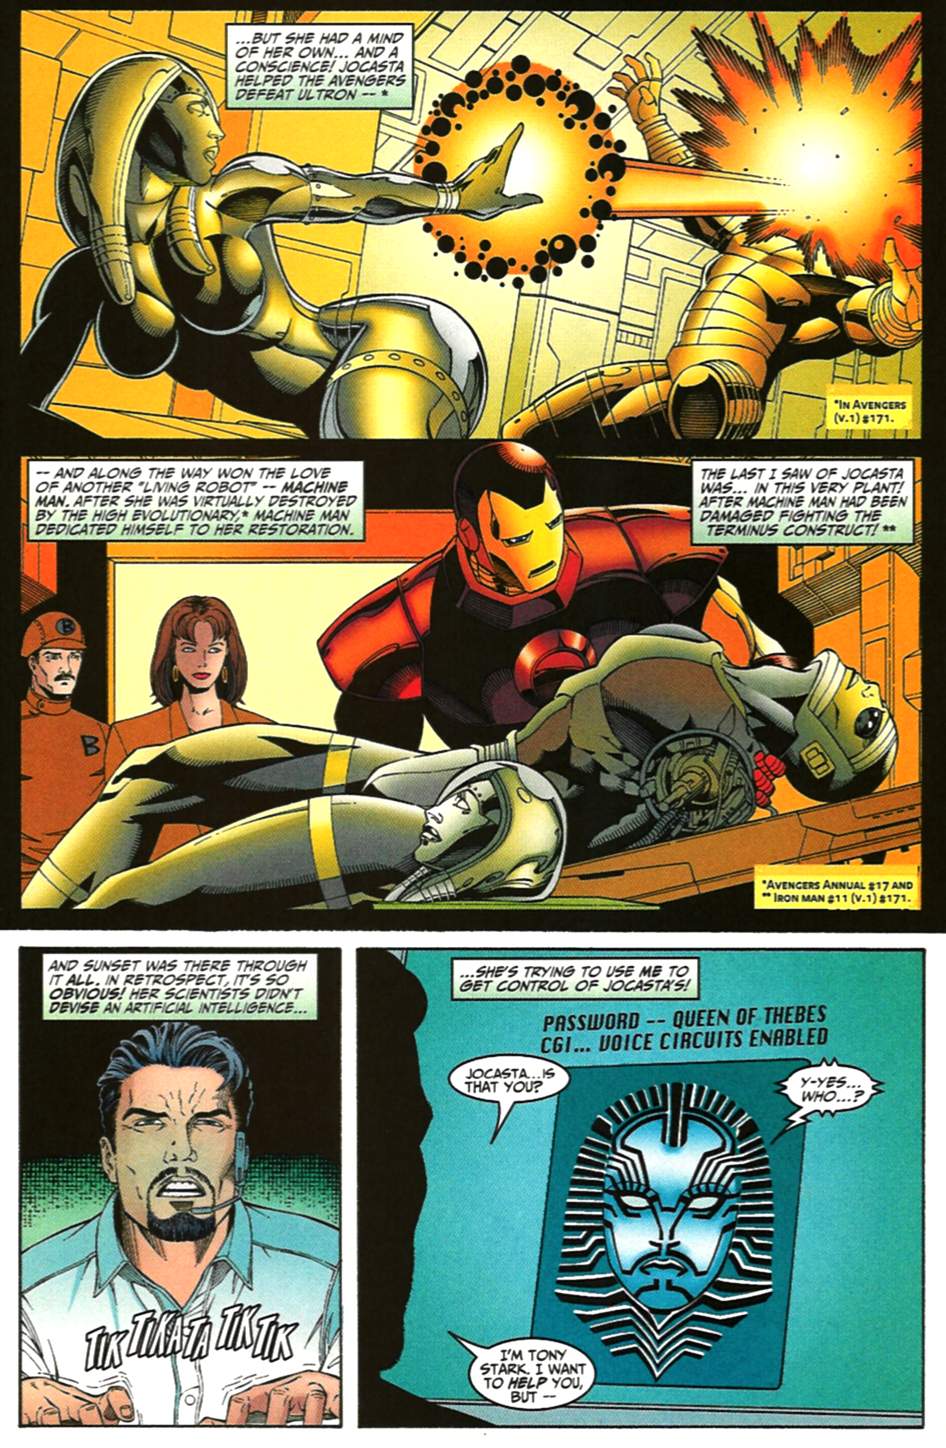 ...BUT SHE HAD A MIND
OF HER OWN... AND A
CONSCIENCE! JOCASTA
HELPED THE AVENGERS
DEFEAT ULTRON -- *
*IN AVENGERS
(V.1) #171.
-- AND ALONG THE WAY WON THE LOVE
OF ANOTHER "LIVING ROBOT" -- MACHINE
MAN. AFTER SHE WAS VIRTUALLY DESTROYED
BY THE HIGH EVOLUTIONARY,* MACHINE MAN
DEDICATED HIMSELF TO HER RESTORATION.
THE LAST I SAW OF JOCASTA
WAS... IN THIS VERY PLANT!
AFTER MACHINE MAN HAD BEEN
DAMAGED FIGHTING THE
TERMINUS CONSTRUCT! **
B
B
*AVENGERS ANNUAL #17 AND
** IRON MAN #11 (V.1) #171.
AND SUNSET WAS THERE THROUGH
IT ALL. IN RETROSPECT, IT'S SO
OBVIOUS! HER SCIENTISTS DIDN'T
DEVISE AN ARTIFICIAL INTELLIGENCE...
TIK TIKATA TIK TIK
...SHE'S TRYING TO USE ME TO
GET CONTROL OF JOCASTA'S!
PASSWORD -- QUEEN OF THEBES
CGI... VOICE CIRCUITS ENABLED
JOCASTA...IS
THAT YOU?
Y-YES...
WHO...?
I'M TONY
STARK. I WANT
TO HELP YOU,
BUT --